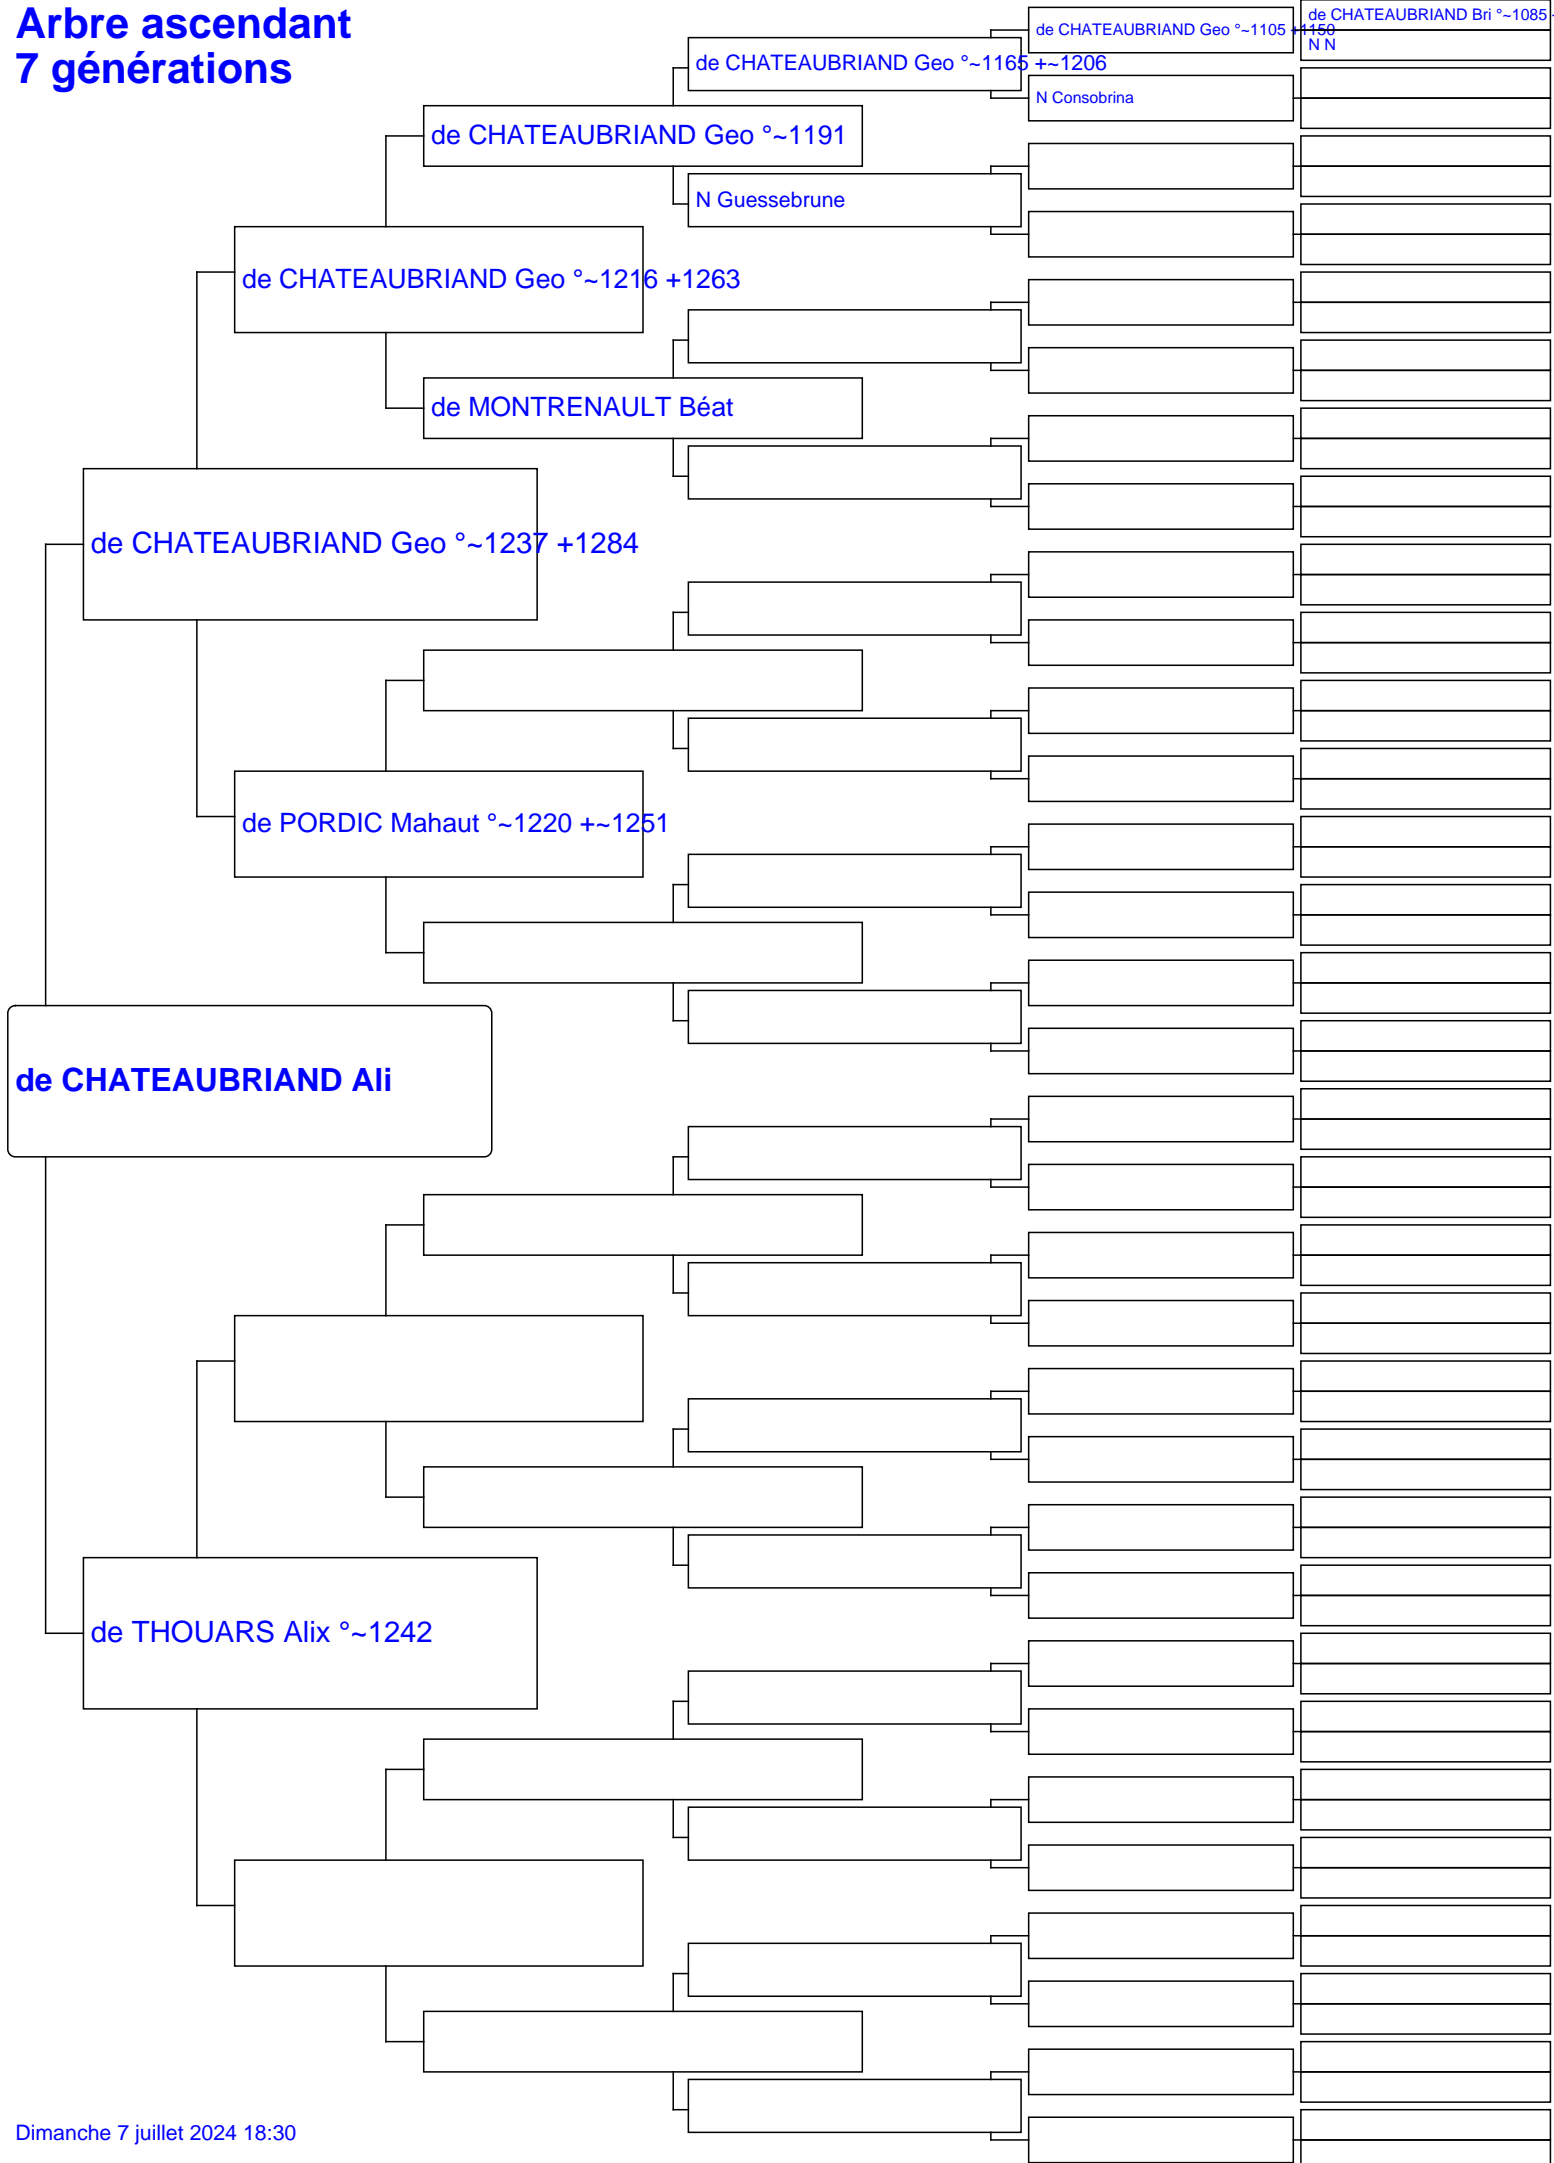 Arbre ascendant
7 générations
de CHATEAUBRIAND Bri °~1085
de CHATEAUBRIAND Geo °~1105 +1150
N N
de CHATEAUBRIAND Geo °~1165 +~1206
N Consobrina
de CHATEAUBRIAND Geo °~1191
N Guessebrune
de CHATEAUBRIAND Geo °~1216 +1263
de MONTRENAULT Béat
de CHATEAUBRIAND Geo °~1237 +1284
de PORDIC Mahaut °~1220 +~1251
de CHATEAUBRIAND Ali
de THOUARS Alix °~1242
Dimanche 7 juillet 2024 18:30